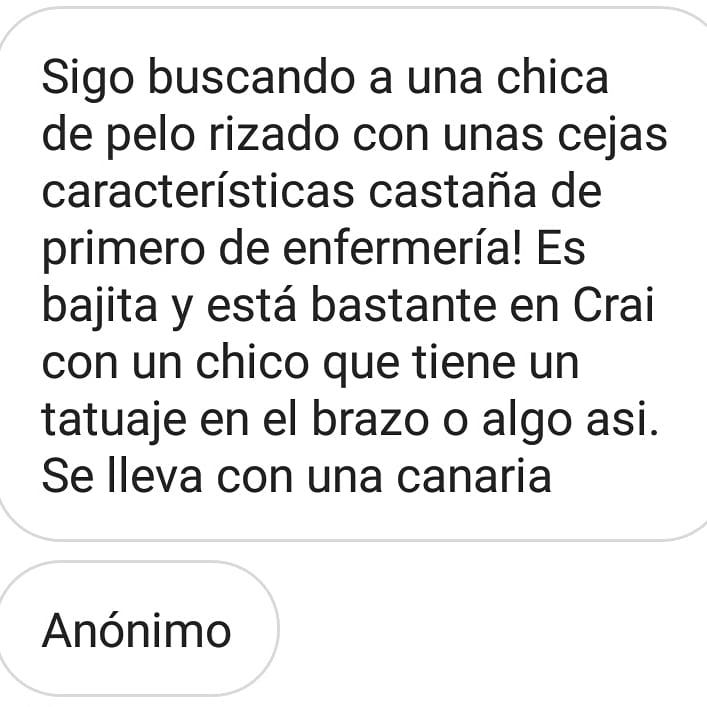 Sigo buscando a una chica
de pelo rizado con unas cejas
características castaña de
primero de enfermería! Es
bajita y está bastante en Crai
con un chico que tiene un
tatuaje en el brazo o algo asi.
Se lleva con una canaria
Anónimo